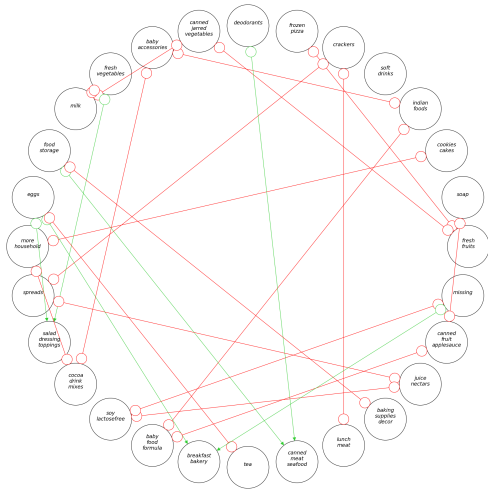 deodorants
canned
jarred
vegetables
frozen
pizza
baby
accessories
crackers
fresh
vegetables
soft
drinks
milk
indian
foods
food
storage
cookies
cakes
eggs
soap
more
household
fresh
fruits
spreads
missing
salad
dressing
toppings
canned
fruit
applesauce
cocoa
drink
mixes
juice
nectars
soy
lactosefree
baking
supplies
decor
baby
food
formula
lunch
meat
breakfast
bakery
canned
meat
seafood
tea